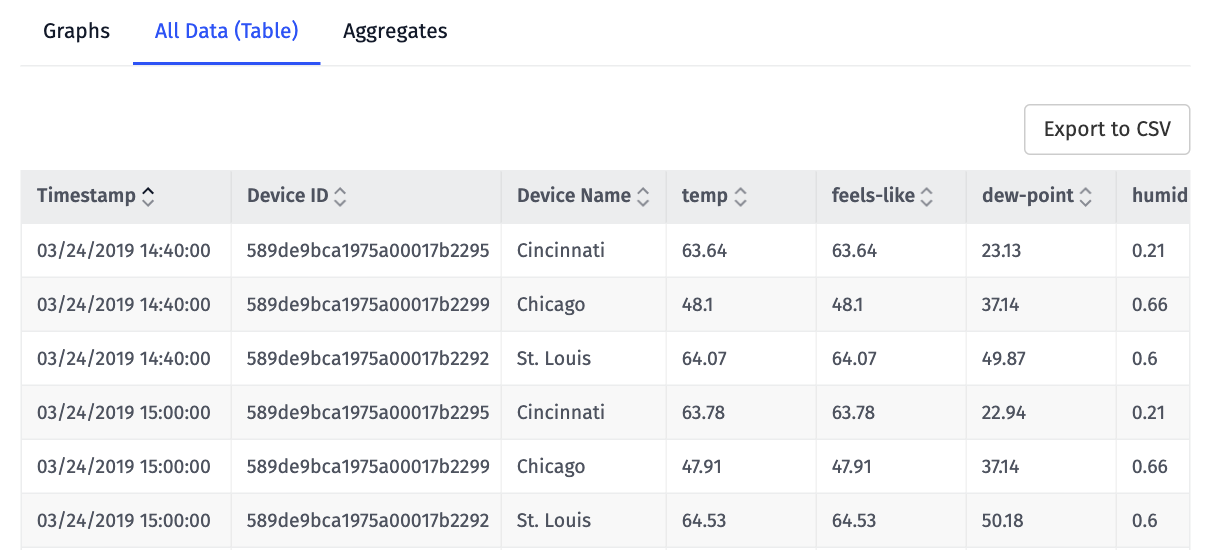 Graphs All Data (Table) Aggregates
Export to CSV
Timestamp Device ID Device Name temp feels-like dew-point humid
03/24/2019 14:40:00 589de9bca1975a00017b2295 Cincinnati 63.64 63.64 23.13 0.21
03/24/2019 14:40:00 589de9bca1975a00017b2299 Chicago 48.1 48.1 37.14 0.66
03/24/2019 14:40:00 589de9bca1975a00017b2292 St. Louis 64.07 64.07 49.87 0.6
03/24/2019 15:00:00 589de9bca1975a00017b2295 Cincinnati 63.78 63.78 22.94 0.21
03/24/2019 15:00:00 589de9bca1975a00017b2299 Chicago 47.91 47.91 37.14 0.66
03/24/2019 15:00:00 589de9bca1975a00017b2292 St. Louis 64.53 64.53 50.18 0.6